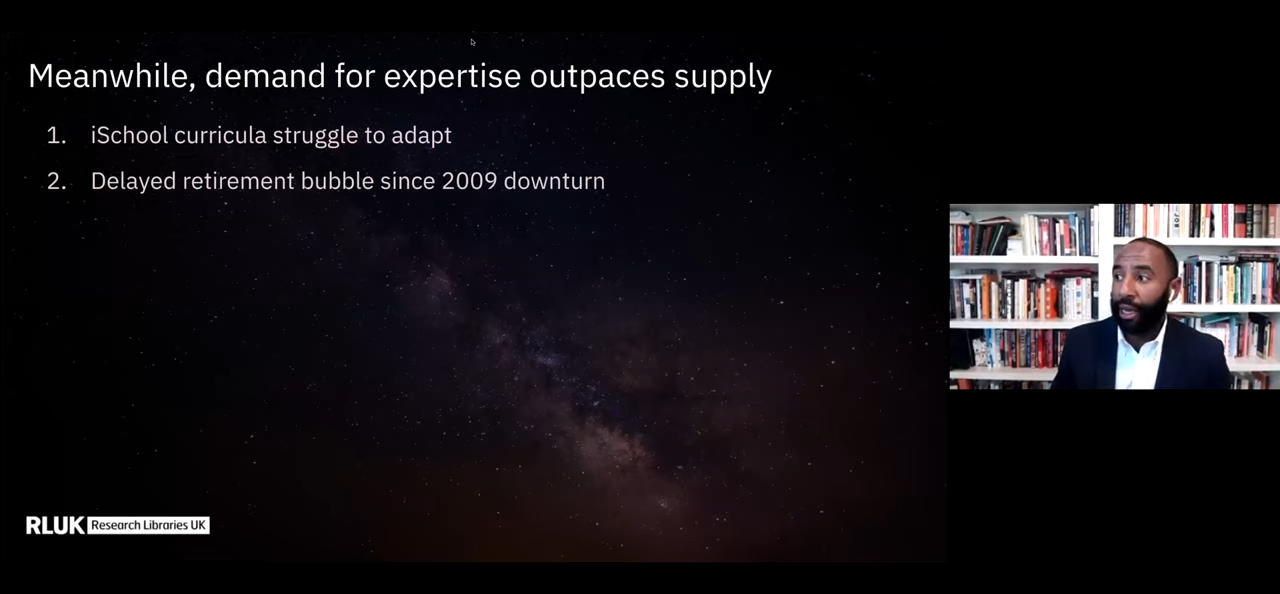 Meanwhile, demand for expertise outpaces supply
1. iSchool curricula struggle to adapt
2. Delayed retirement bubble since 2009 downturn
RLUK Research Libraries UK